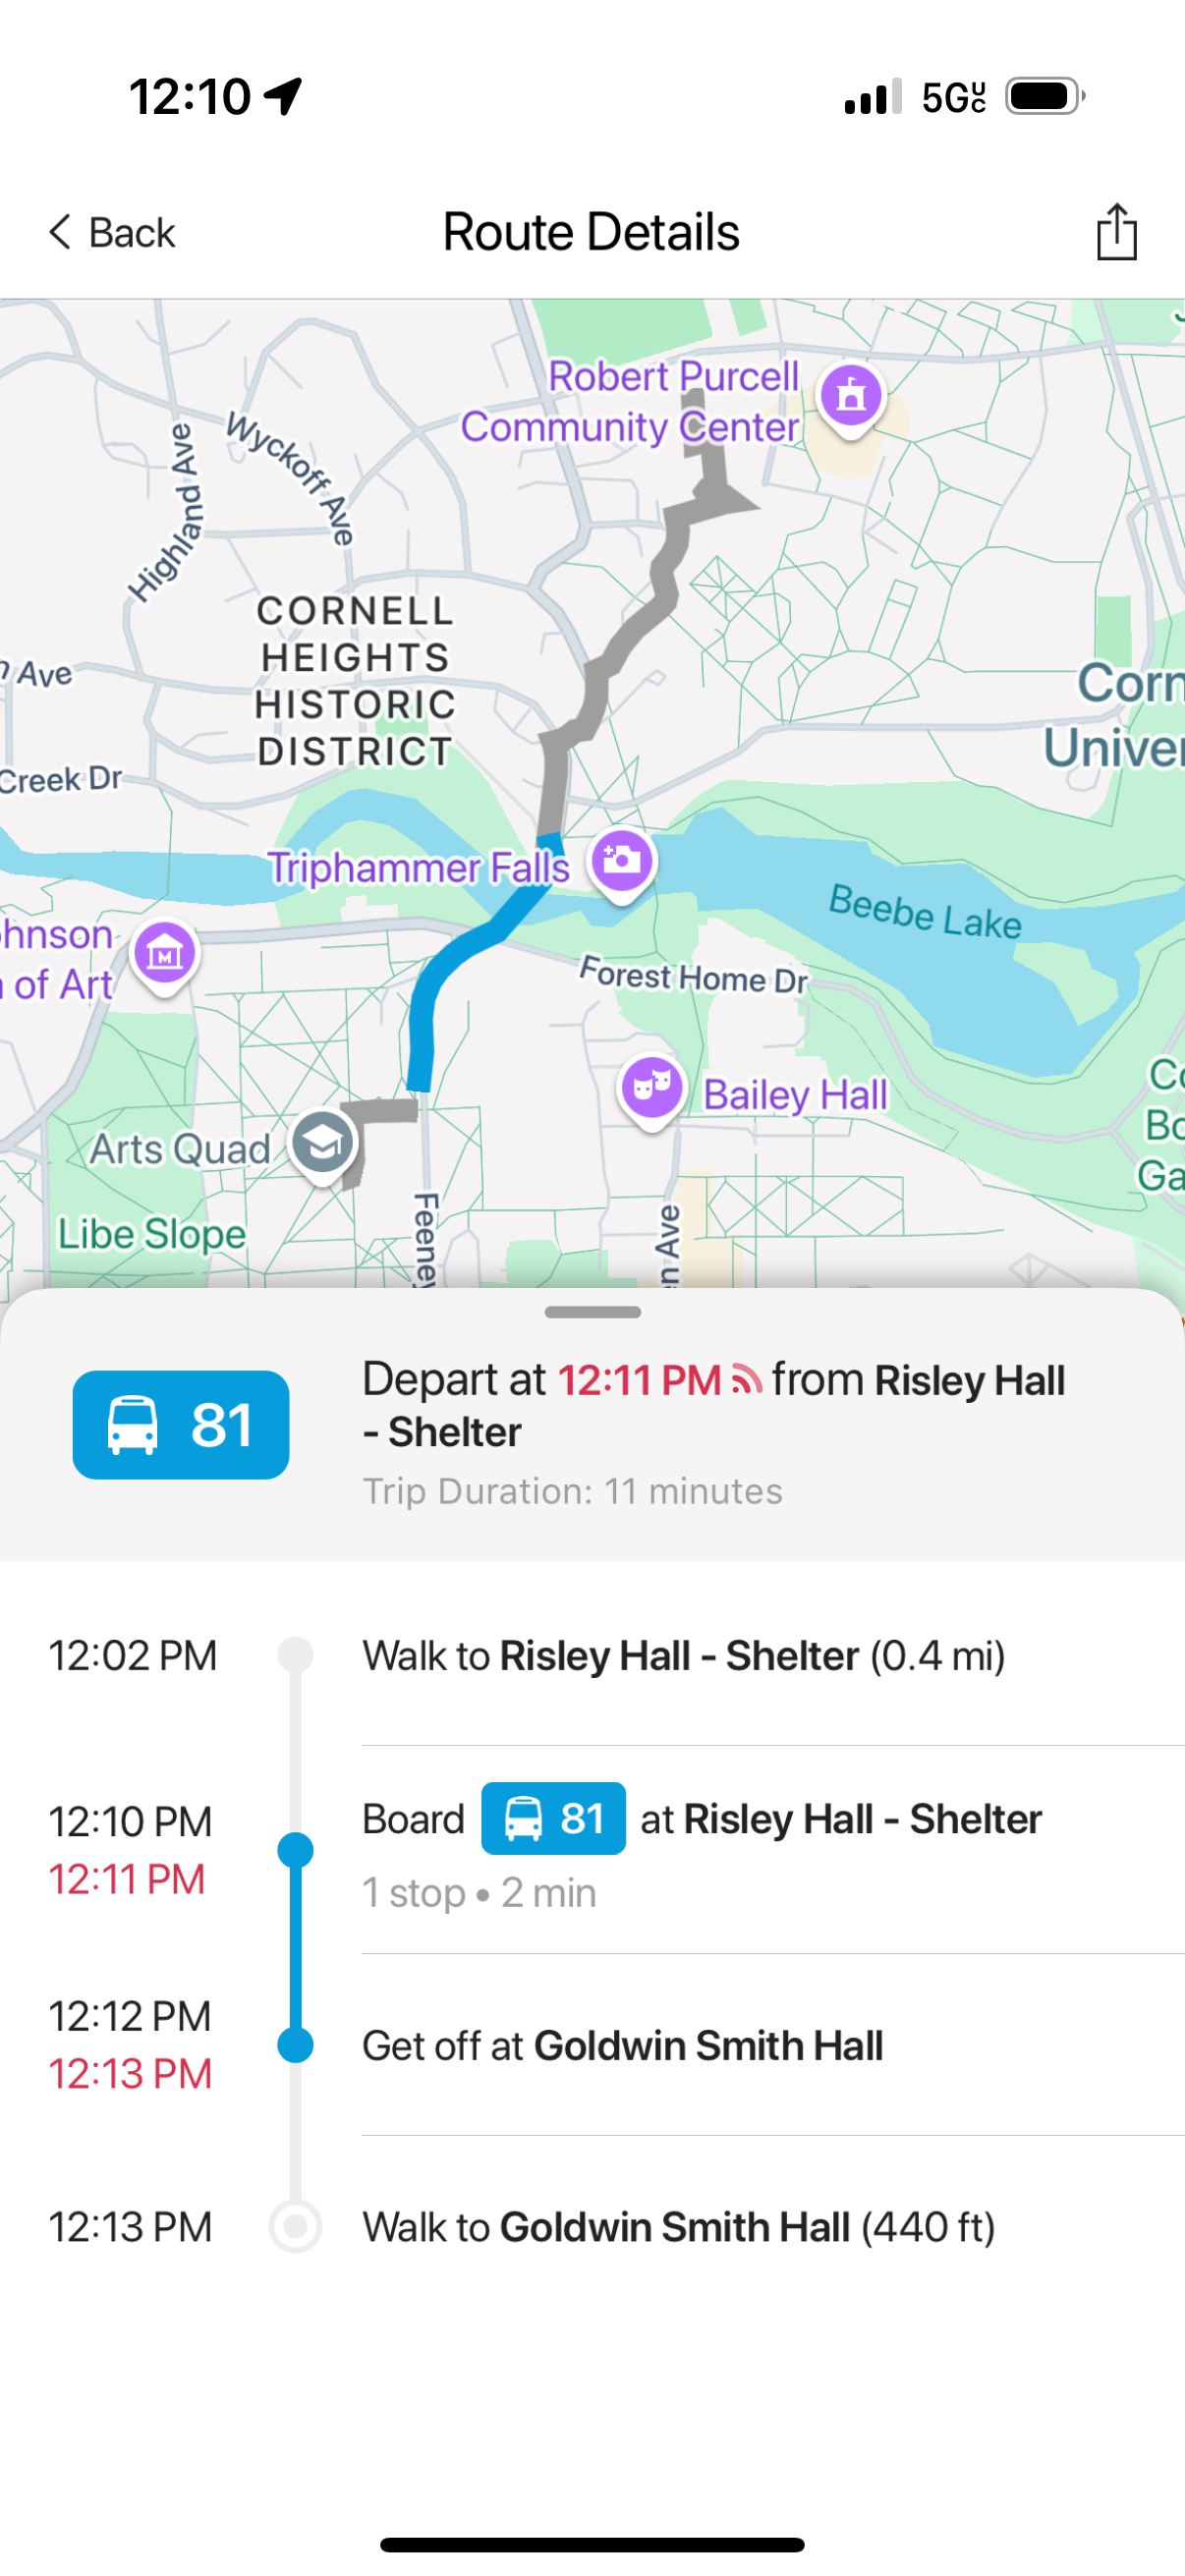 12:10
5GUC
Back
Route Details
Robert Purcell
Community Center
Wyckoff Ave
Highland Ave
CORNELL
HEIGHTS
HISTORIC
DISTRICT
Ave
Corn
Univer
Creek Dr
Triphammer Falls
Beebe Lake
hnson
of Art
Forest Home Dr
Bailey Hall
Co
Bo
Ga
Arts Quad
Libe Slope
Feeney
n Ave
81
Depart at 12:11 PM from Risley Hall
- Shelter
Trip Duration: 11 minutes
12:02 PM
Walk to Risley Hall - Shelter (0.4 mi)
12:10 PM
12:11 PM
Board 81 at Risley Hall - Shelter
1 stop • 2 min
12:12 PM
12:13 PM
Get off at Goldwin Smith Hall
12:13 PM
Walk to Goldwin Smith Hall (440 ft)